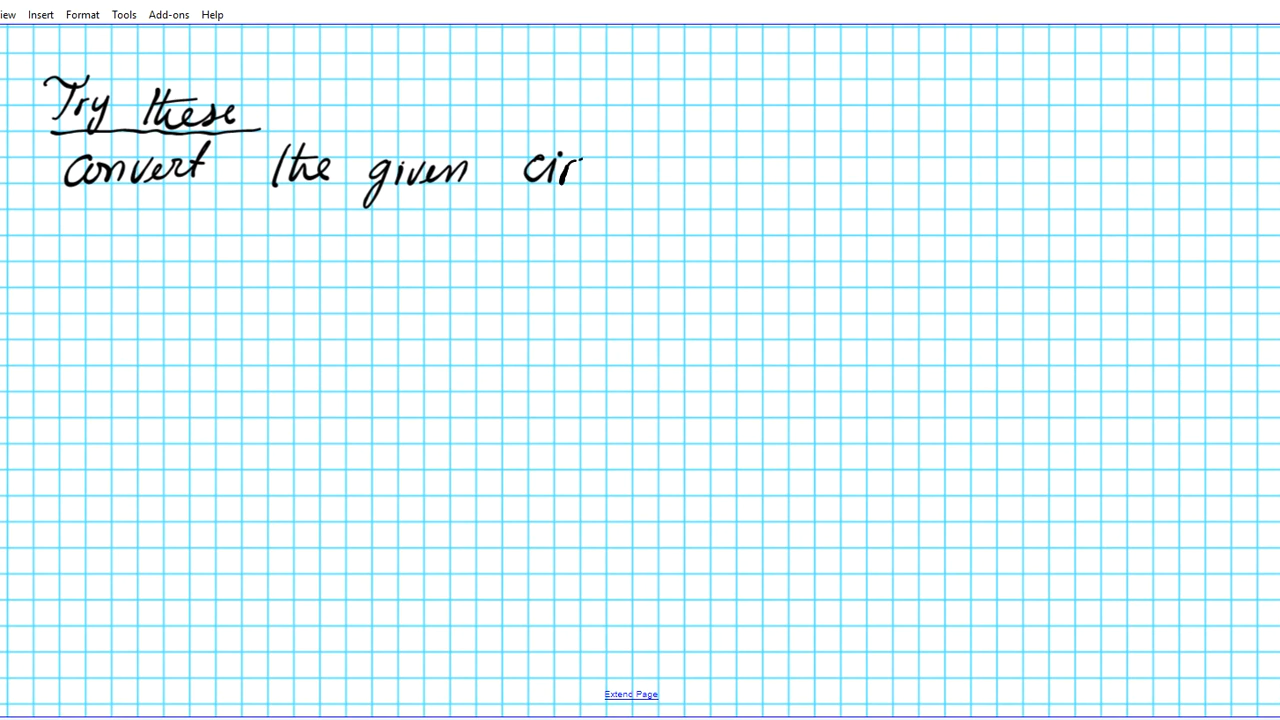 iew Insert Format Tools Add-ons Help
Try these
convert the given cir
Extend Page